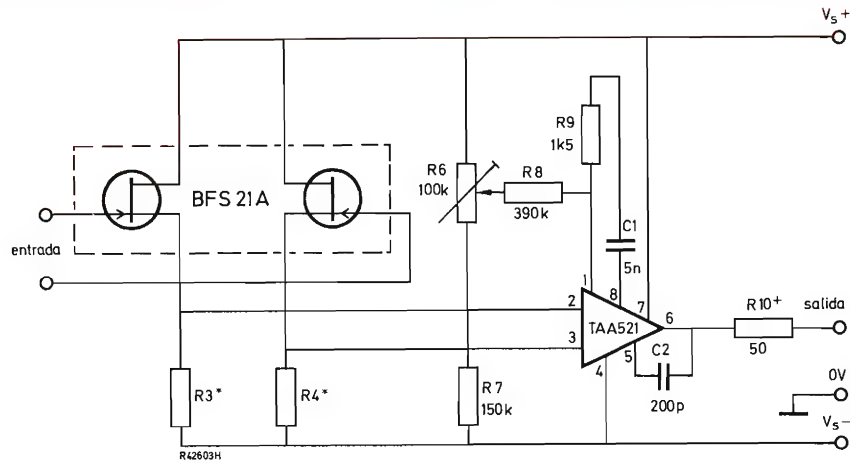 Vs+
R9
1k5
R6
100k
R8
390k
BFS 21A
entrada
C1
5n
1
8
7
2
TAA521
6
3
5
4
C2
200p
R10+
50
salida
R3*
R4*
R7
150k
0V
Vs−
R42603H